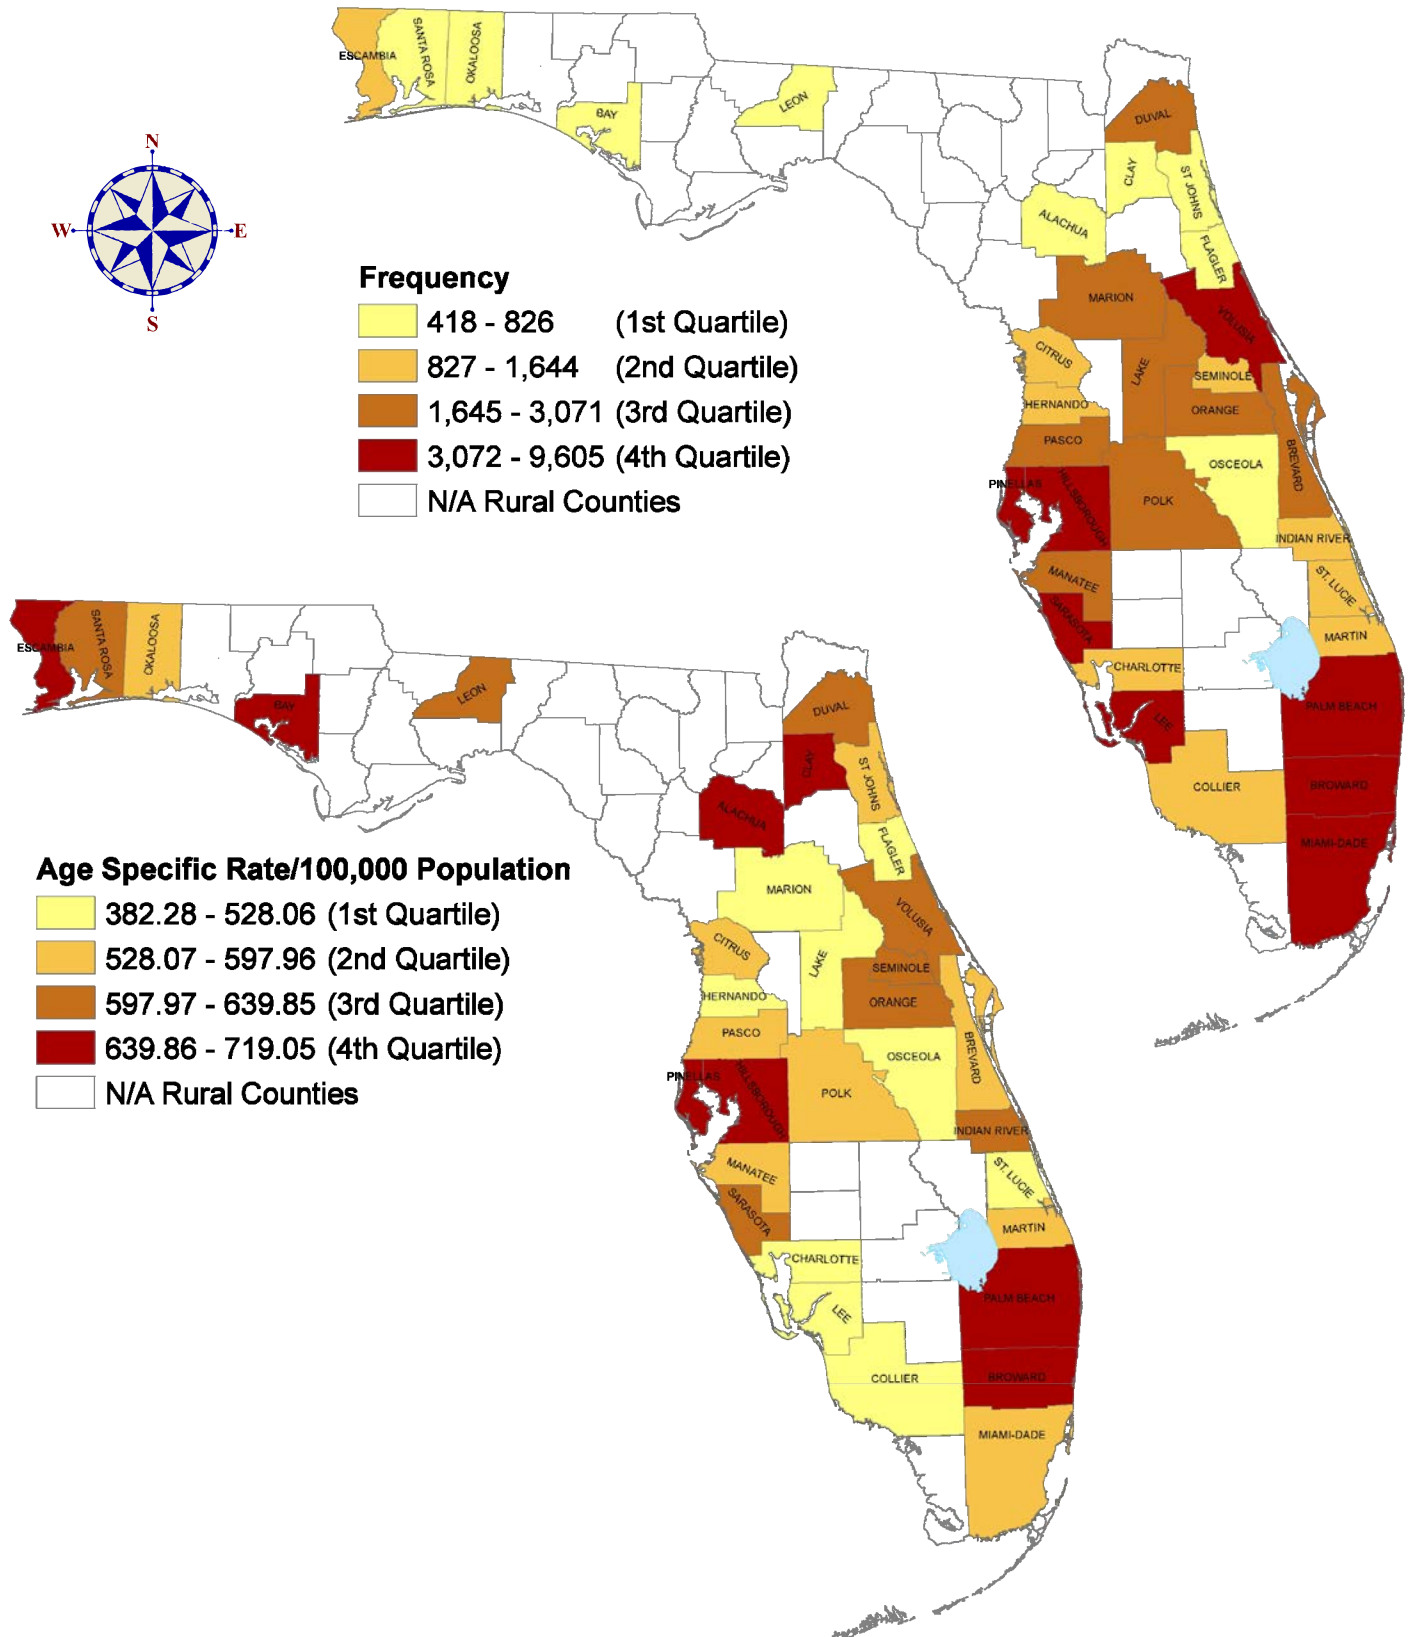 ESCAMBIA
SANTA ROSA
OKALOOSA
BAY
LEON
DUVAL
CLAY
ST JOHNS
ALACHUA
FLAGLER
MARION
VOLUSIA
CITRUS
LAKE
SEMINOLE
HERNANDO
ORANGE
PASCO
BREVARD
OSCEOLA
PINELLAS
HILLSBOROUGH
POLK
INDIAN RIVER
MANATEE
ST. LUCIE
SARASOTA
MARTIN
CHARLOTTE
PALM BEACH
LEE
COLLIER
BROWARD
MIAMI-DADE
N
W
E
S
Frequency
418 - 826 (1st Quartile)
827 - 1,644 (2nd Quartile)
1,645 - 3,071 (3rd Quartile)
3,072 - 9,605 (4th Quartile)
N/A Rural Counties
ESCAMBIA
SANTA ROSA
OKALOOSA
BAY
LEON
DUVAL
CLAY
ST JOHNS
ALACHUA
FLAGLER
MARION
VOLUSIA
CITRUS
LAKE
SEMINOLE
HERNANDO
ORANGE
PASCO
BREVARD
OSCEOLA
PINELLAS
HILLSBOROUGH
POLK
INDIAN RIVER
MANATEE
ST. LUCIE
SARASOTA
MARTIN
CHARLOTTE
PALM BEACH
LEE
COLLIER
BROWARD
MIAMI-DADE
Age Specific Rate/100,000 Population
382.28 - 528.06 (1st Quartile)
528.07 - 597.96 (2nd Quartile)
597.97 - 639.85 (3rd Quartile)
639.86 - 719.05 (4th Quartile)
N/A Rural Counties